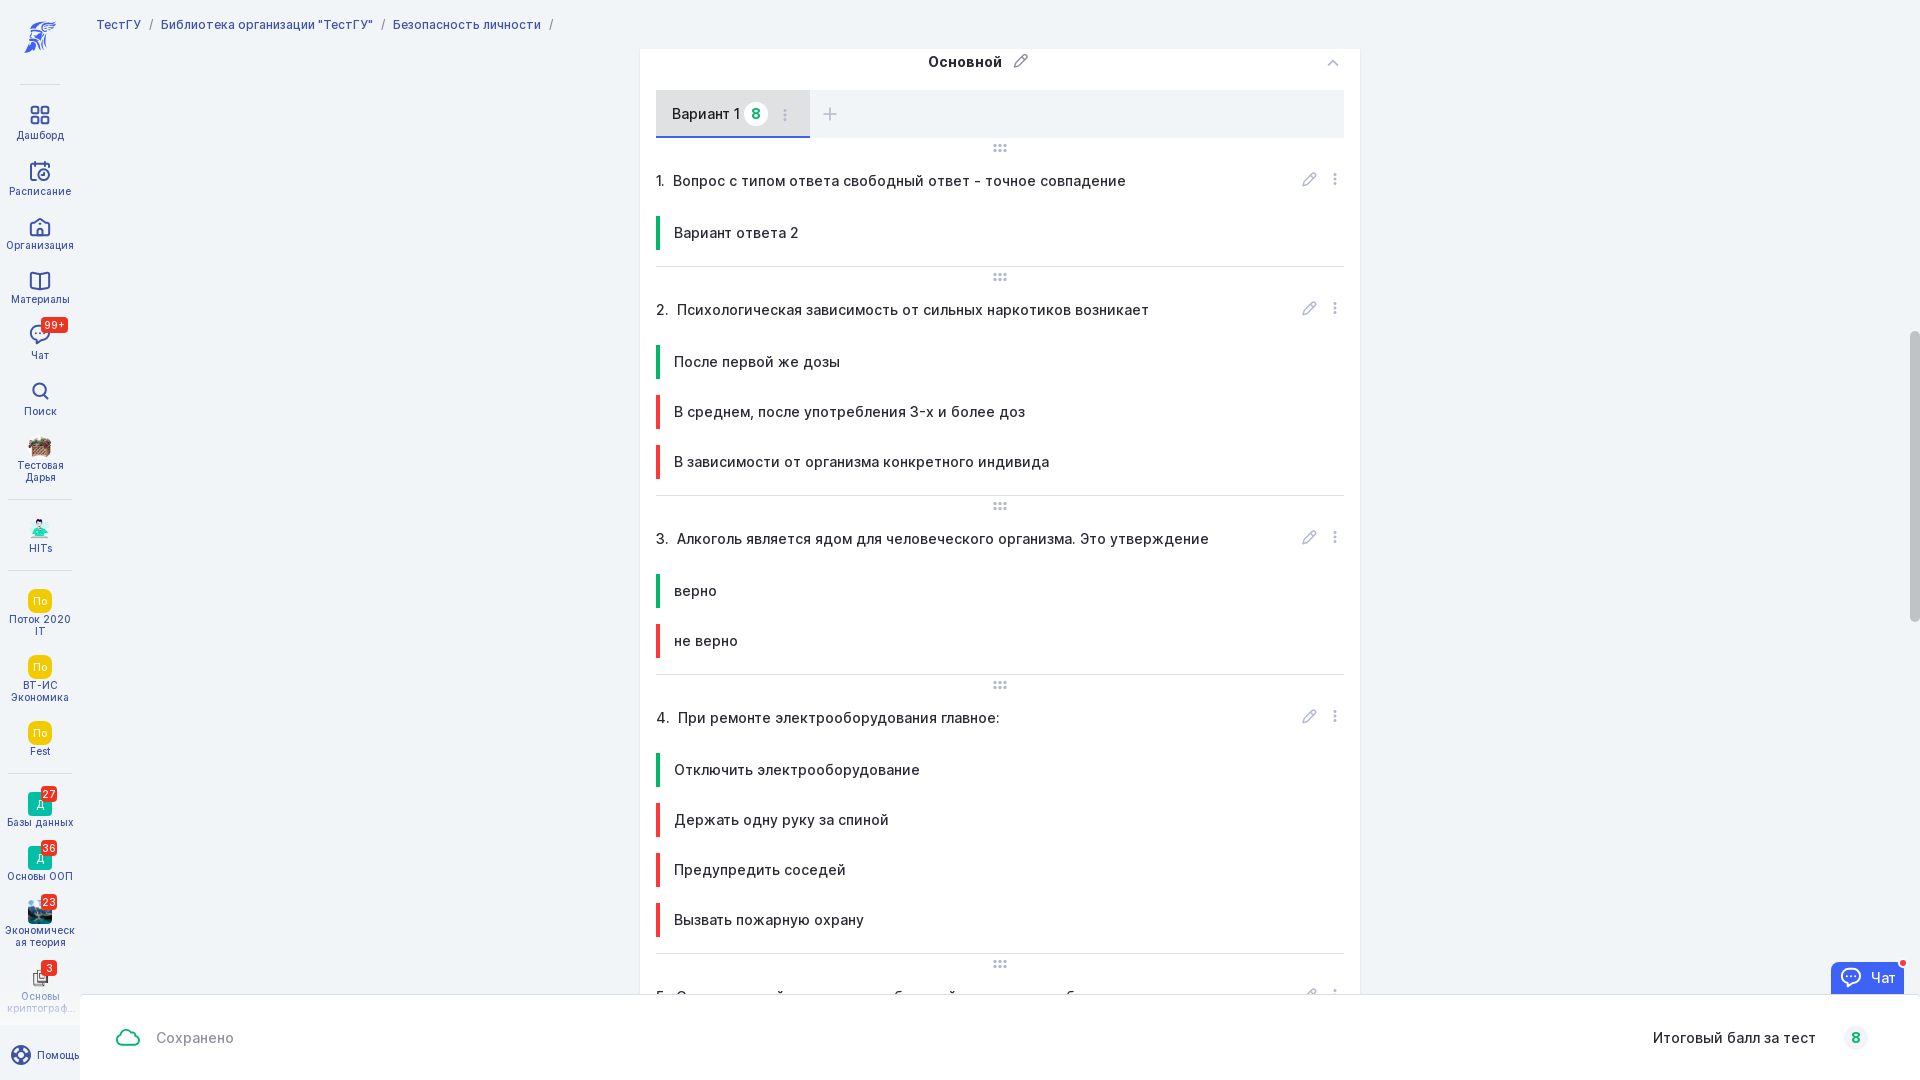 ТестГУ / Библиотека организации "ТестГУ" / Безопасность личности /
Дашборд
Расписание
Организация
Материалы
99+
Чат
Поиск
Тестовая
Дарья
HITs
По
Поток 2020
IT
По
ВТ-ИС
Экономика
По
Fest
27
Д
Базы данных
36
Д
Основы ООП
23
Экономическ
ая теория
3
Основы
криптограф...
Помощь
Основной
Вариант 1 8
1. Вопрос с типом ответа свободный ответ - точное совпадение
Вариант ответа 2
2. Психологическая зависимость от сильных наркотиков возникает
После первой же дозы
В среднем, после употребления 3-х и более доз
В зависимости от организма конкретного индивида
3. Алкоголь является ядом для человеческого организма. Это утверждение
верно
не верно
4. При ремонте электрооборудования главное:
Отключить электрооборудование
Держать одну руку за спиной
Предупредить соседей
Вызвать пожарную охрану
Чат
Сохранено
Итоговый балл за тест 8